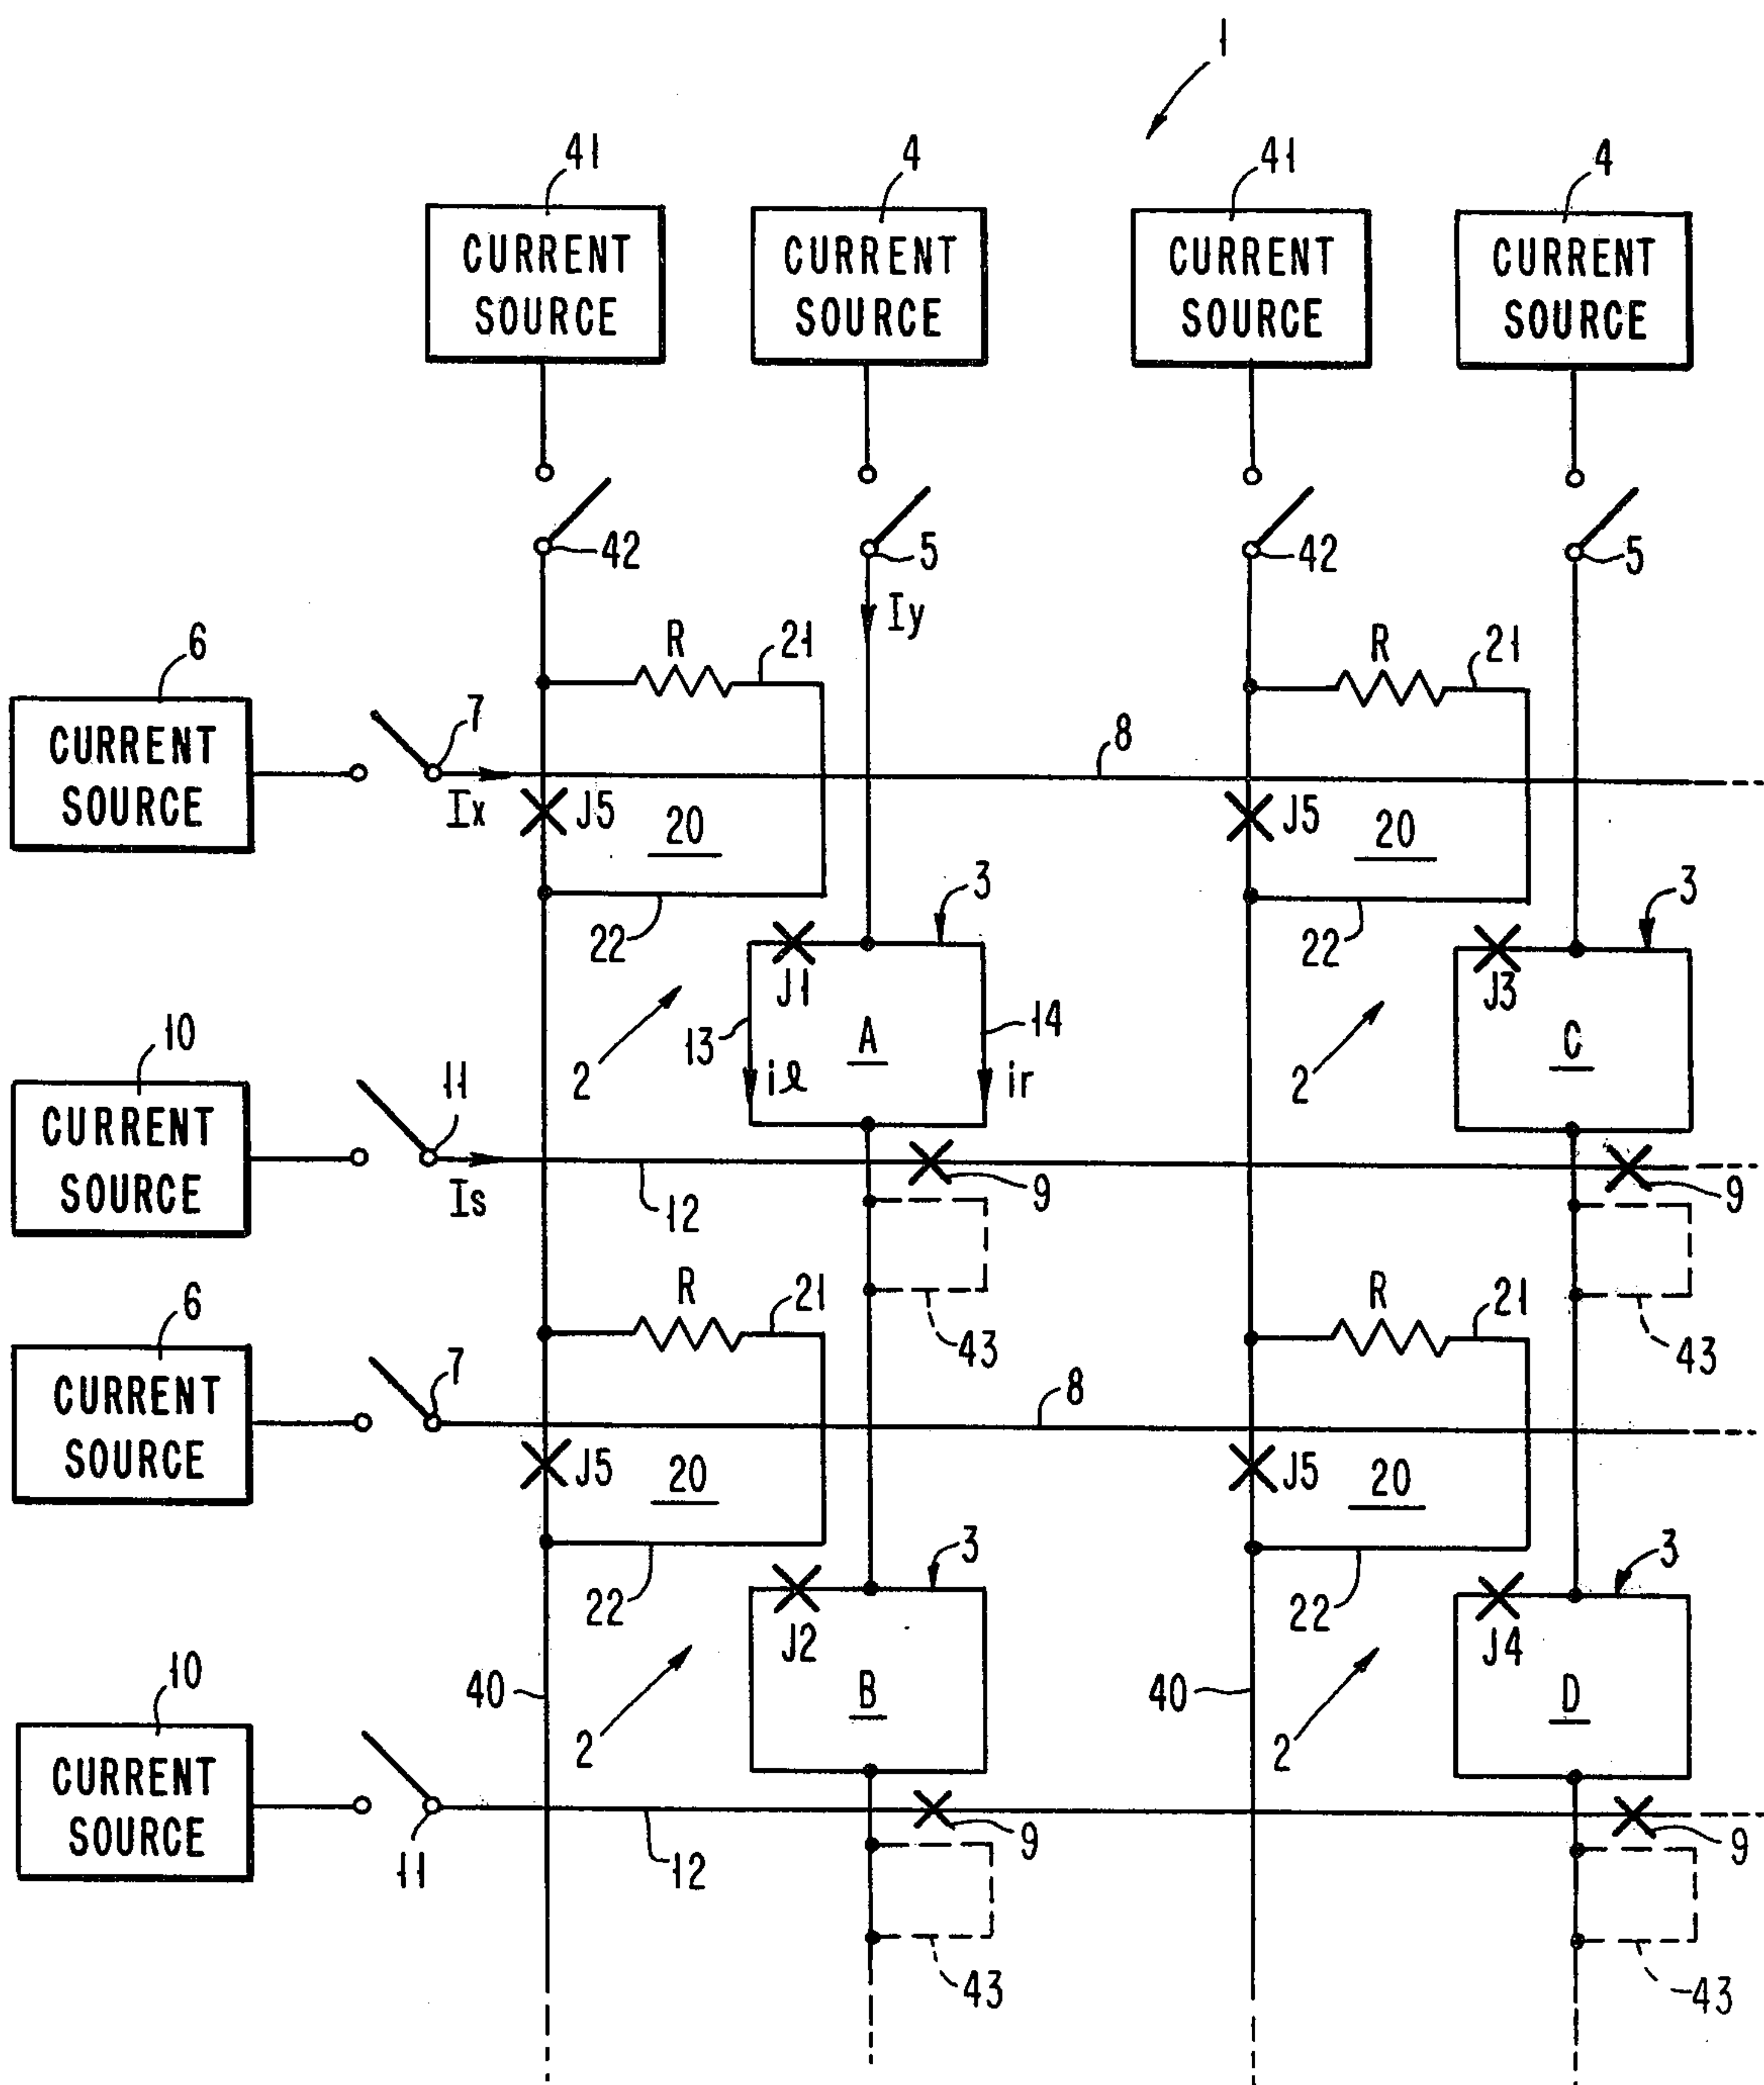 1
41
4
41
4
CURRENT
SOURCE
CURRENT
SOURCE
CURRENT
SOURCE
CURRENT
SOURCE
42
5
42
5
Iy
6
R
21
R
21
CURRENT
SOURCE
7
8
Ix
J5
20
J5
20
22
3
22
3
J1
J3
13
A
14
C
2
il
ir
2
10
11
CURRENT
SOURCE
Is
12
9
9
6
R
21
43
R
21
43
CURRENT
SOURCE
7
8
J5
20
J5
20
22
3
22
3
J2
J4
40
B
40
D
2
2
10
CURRENT
SOURCE
11
12
9
9
43
43